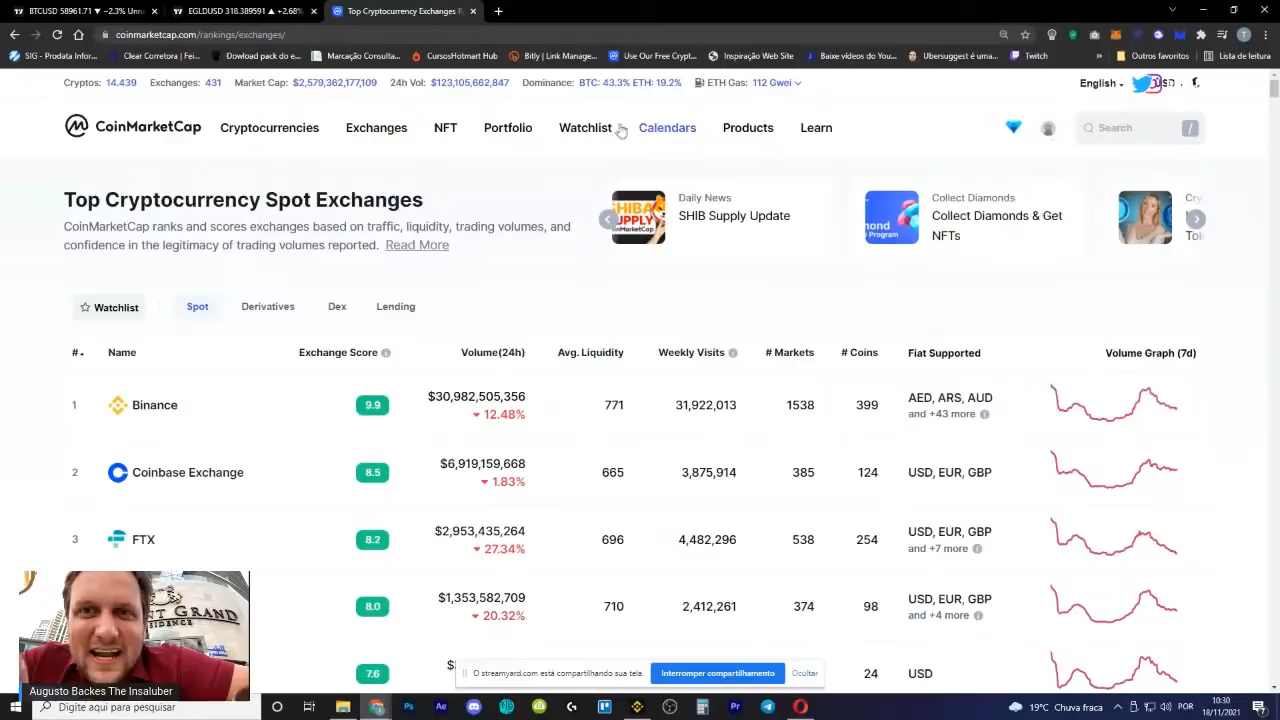 BTCUSD 58961.71 ▼ −2.3% Unna
EGLDUSD 318.389591 ▲ +2.68%
Top Cryptocurrency Exchanges R
coinmarketcap.com/rankings/exchanges/
SIG - Prodata Infor...
Clear Corretora | Fei...
Dowload pack do e...
Marcação Consulta...
CursosHotmart Hub
Bitly | Link Manage...
Use Our Free Crypt...
Inspiração Web Site
Baixe vídeos do You...
Ubersuggest é um...
Twitch
»
Outros favoritos
Lista de leitura
Cryptos: 14.439 Exchanges: 431 Market Cap: $2,579,362,177,109 24h Vol: $123,105,662,847 Dominance: BTC: 43.3% ETH: 19.2% ETH Gas: 112 Gwei
English
CoinMarketCap
Cryptocurrencies Exchanges NFT Portfolio Watchlist Calendars Products Learn
Search /
Top Cryptocurrency Spot Exchanges
CoinMarketCap ranks and scores exchanges based on traffic, liquidity, trading volumes, and
confidence in the legitimacy of trading volumes reported. Read More
Daily News
SHIB Supply Update
Collect Diamonds
Collect Diamonds & Get
NFTs
Watchlist Spot Derivatives Dex Lending
# Name Exchange Score Volume(24h) Avg. Liquidity Weekly Visits # Markets # Coins Fiat Supported Volume Graph (7d)
1 Binance 9.9 $30,982,505,356 771 31,922,013 1538 399 AED, ARS, AUD
▼ 12.48% and +43 more
2 Coinbase Exchange 8.5 $6,919,159,668 665 3,875,914 385 124 USD, EUR, GBP
▼ 1.83%
3 FTX 8.2 $2,953,435,264 696 4,482,296 538 254 USD, EUR, GBP
▼ 27.34% and +7 more
8.0 $1,353,582,709 710 2,412,261 374 98 USD, EUR, GBP
▼ 20.32% and +4 more
7.6 24 USD
O streamyard.com está compartilhando sua tela.
Interromper compartilhamento
Ocultar
NT GRAND
SIDENCE
Augusto Backes The Insaluber
Digite aqui para pesquisar
19°C Chuva fraca
POR
10:30
18/11/2021